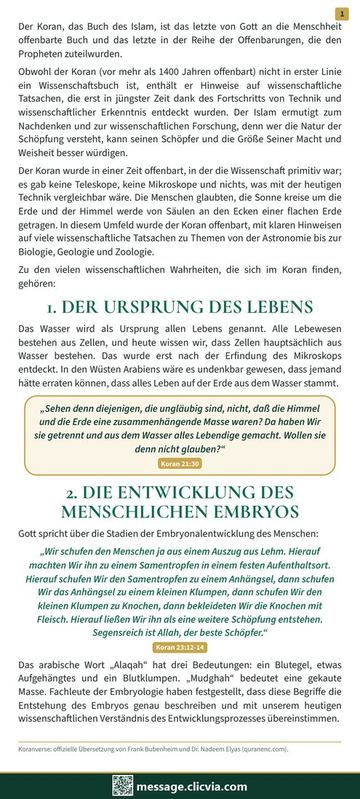 1
Der Koran, das Buch des Islam, ist das letzte von Gott an die Menschheit
offenbarte Buch und das letzte in der Reihe der Offenbarungen, die den
Propheten zuteilwurden.
Obwohl der Koran (vor mehr als 1400 Jahren offenbart) nicht in erster Linie
ein Wissenschaftsbuch ist, enthält er Hinweise auf wissenschaftliche
Tatsachen, die erst in jüngster Zeit dank des Fortschritts von Technik und
wissenschaftlicher Erkenntnis entdeckt wurden. Der Islam ermutigt zum
Nachdenken und zur wissenschaftlichen Forschung, denn wer die Natur der
Schöpfung versteht, kann seinen Schöpfer und die Größe Seiner Macht und
Weisheit besser würdigen.
Der Koran wurde in einer Zeit offenbart, in der die Wissenschaft primitiv war;
es gab keine Teleskope, keine Mikroskope und nichts, was mit der heutigen
Technik vergleichbar wäre. Die Menschen glaubten, die Sonne kreise um die
Erde und der Himmel werde von Säulen an den Ecken einer flachen Erde
getragen. In diesem Umfeld wurde der Koran offenbart, mit klaren Hinweisen
auf viele wissenschaftliche Tatsachen zu Themen von der Astronomie bis zur
Biologie, Geologie und Zoologie.
Zu den vielen wissenschaftlichen Wahrheiten, die sich im Koran finden,
gehören:
1. DER URSPRUNG DES LEBENS
Das Wasser wird als Ursprung allen Lebens genannt. Alle Lebewesen
bestehen aus Zellen, und heute wissen wir, dass Zellen hauptsächlich aus
Wasser bestehen. Das wurde erst nach der Erfindung des Mikroskops
entdeckt. In den Wüsten Arabiens wäre es undenkbar gewesen, dass jemand
hätte erraten können, dass alles Leben auf der Erde aus dem Wasser stammt.
„Sehen denn diejenigen, die ungläubig sind, nicht, daß die Himmel
und die Erde eine zusammenhängende Masse waren? Da haben Wir
sie getrennt und aus dem Wasser alles Lebendige gemacht. Wollen sie
denn nicht glauben?“
Koran 21:30
2. DIE ENTWICKLUNG DES
MENSCHLICHEN EMBRYOS
Gott spricht über die Stadien der Embryonalentwicklung des Menschen:
„Wir schufen den Menschen ja aus einem Auszug aus Lehm. Hierauf
machten Wir ihn zu einem Samentropfen in einem festen Aufenthaltsort.
Hierauf schufen Wir den Samentropfen zu einem Anhängsel, dann schufen
Wir das Anhängsel zu einem kleinen Klumpen, dann schufen Wir den
kleinen Klumpen zu Knochen, dann bekleideten Wir die Knochen mit
Fleisch. Hierauf ließen Wir ihn als eine weitere Schöpfung entstehen.
Segensreich ist Allah, der beste Schöpfer.“
Koran 23:12-14
Das arabische Wort „Alaqah“ hat drei Bedeutungen: ein Blutegel, etwas
Aufgehängtes und ein Blutklumpen. „Mudghah“ bedeutet eine gekaute
Masse. Fachleute der Embryologie haben festgestellt, dass diese Begriffe die
Entstehung des Embryos genau beschreiben und mit unserem heutigen
wissenschaftlichen Verständnis des Entwicklungsprozesses übereinstimmen.
Koranverse: offizielle Übersetzung von Frank Bubenheim und Dr. Nadeem Elyas (quranenc.com).
message.clicvia.com